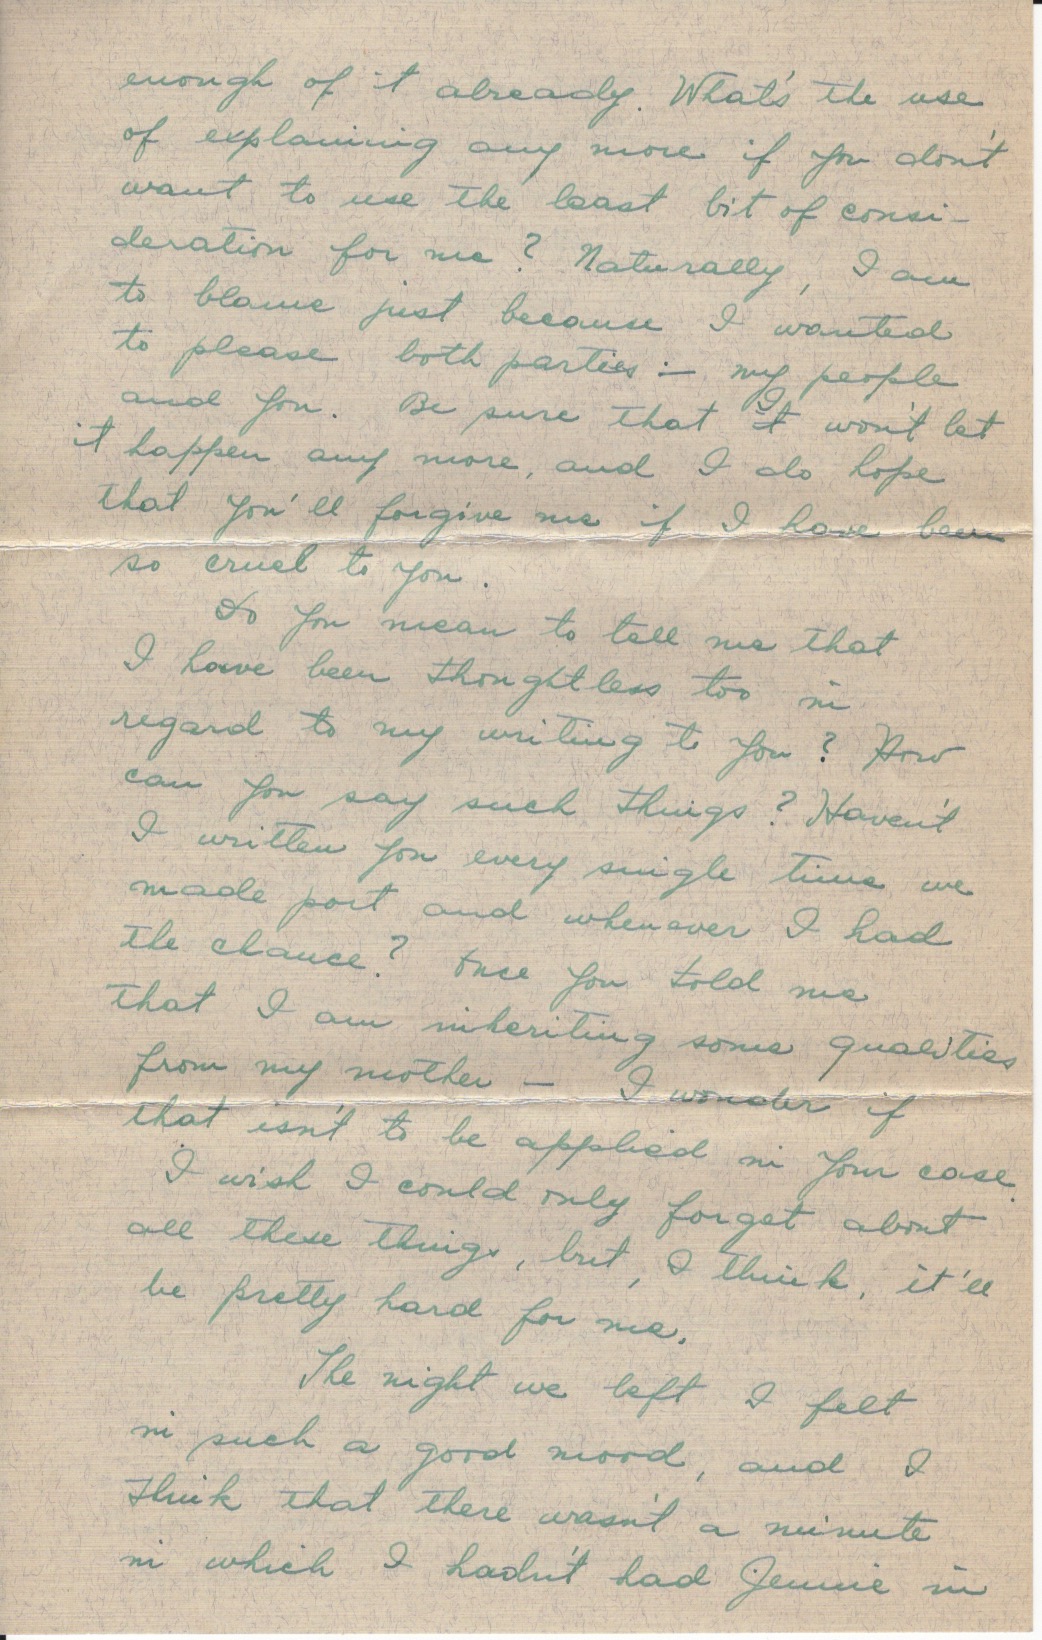 enough of it already. What's the use
of explaining any more if you don't
want to use the least bit of consi-
deration for me? Naturally, I am
to blame just because I wanted
to please both parties :- my people
and you. Be sure that I won't let
it happen any more, and I do hope
that you'll forgive me if I have been
so cruel to you.
Do you mean to tell me that
I have been thoughtless too in
regard to my writing to you? How
can you say such things? Haven't
I written you every single time we
made port and whenever I had
the chance? Once you told me
that I am inheriting some qualities
from my mother - I wonder if
that isn't to be applied in your case.
I wish I could only forget about
all these things, but, I think, it'll
be pretty hard for me.
The night we left I felt
in such a good mood, and I
think that there wasn't a minute
in which I hadn't had Jennie in